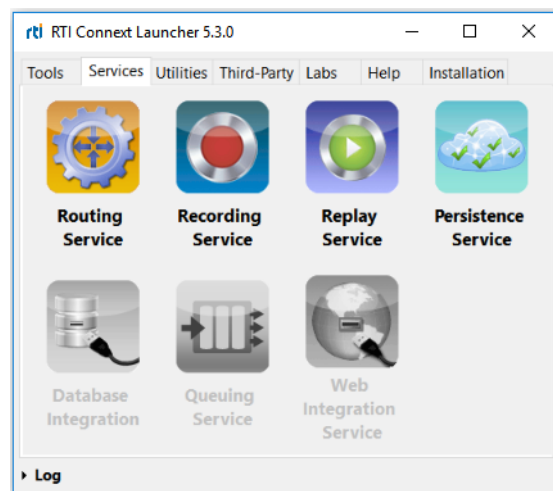 rti RTI Connext Launcher 5.3.0
Tools Services Utilities Third-Party Labs Help Installation
Routing Service
Recording Service
Replay Service
Persistence Service
Database Integration
Queuing Service
Web Integration Service
Log